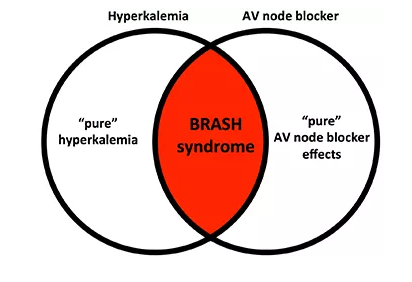 Hyperkalemia
AV node blocker
“pure”
hyperkalemia
BRASH
syndrome
“pure”
AV node blocker
effects